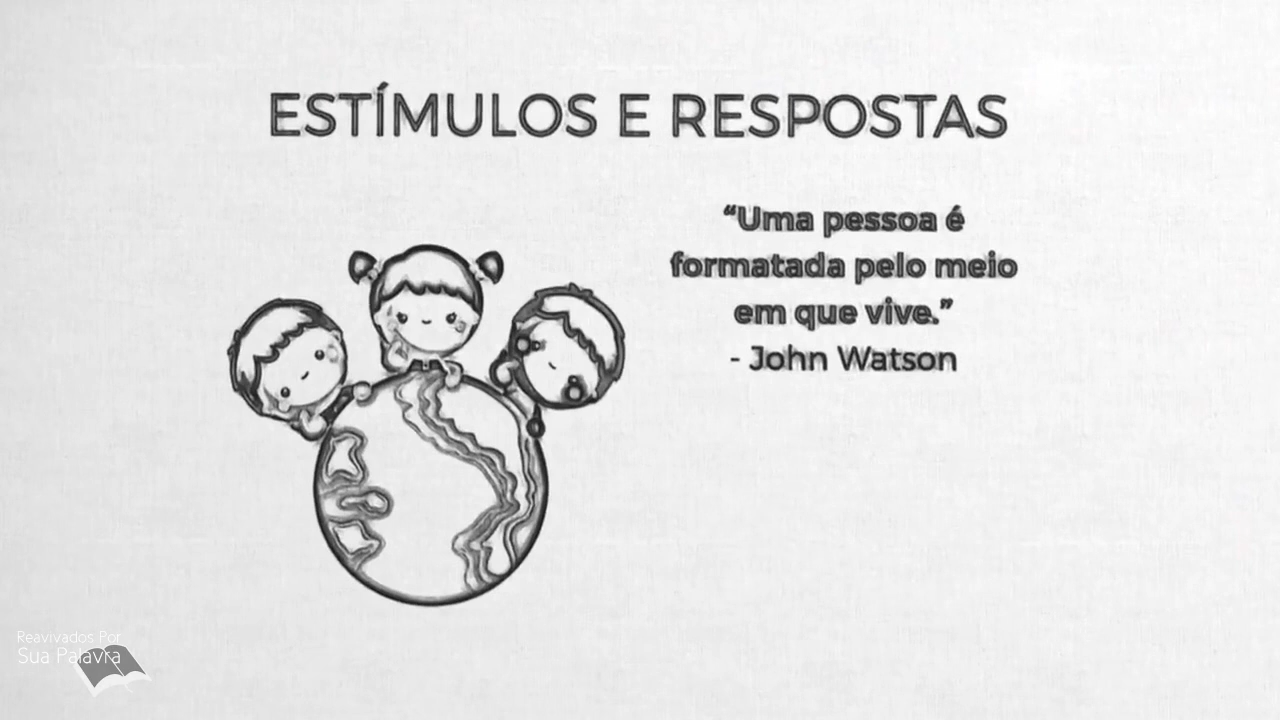 ESTÍMULOS E RESPOSTAS
“Uma pessoa é
formatada pelo meio
em que vive.”
- John Watson
Reavivados Por
Sua Palavra